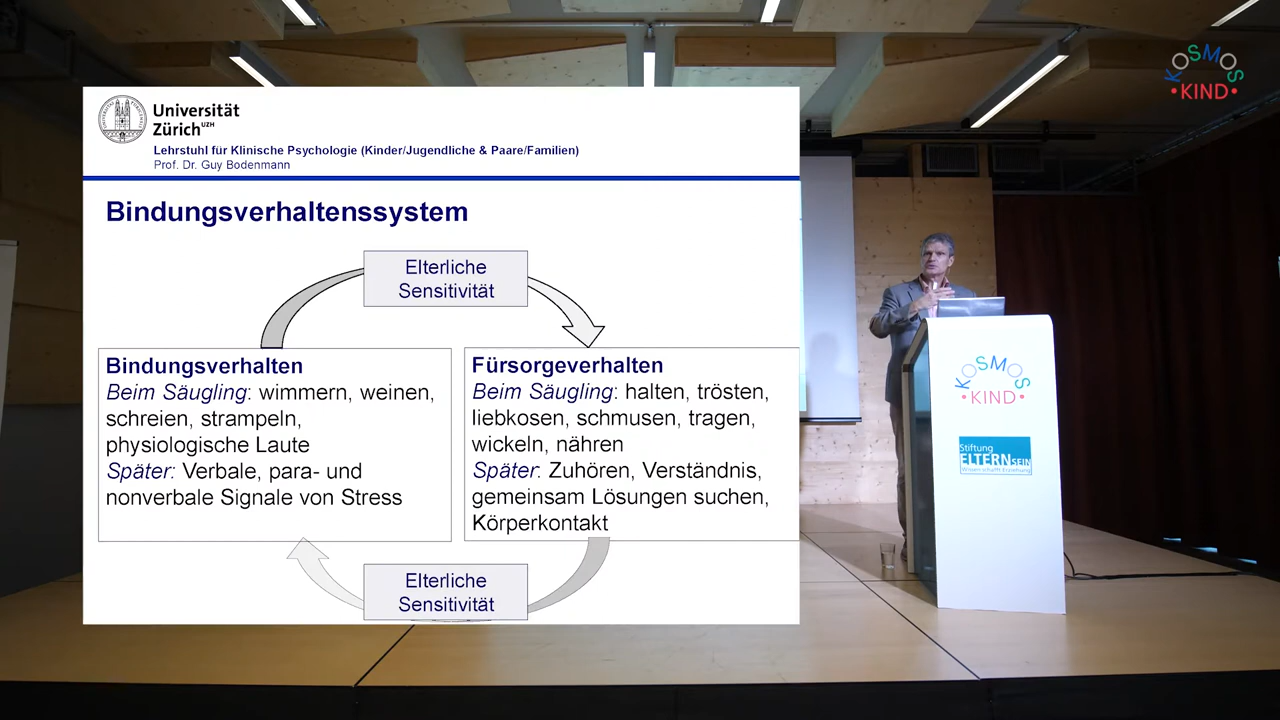 Universität
Zürich UZH
Lehrstuhl für Klinische Psychologie (Kinder/Jugendliche & Paare/Familien)
Prof. Dr. Guy Bodenmann
Bindungsverhaltenssystem
Elterliche
Sensitivität
Bindungsverhalten
Beim Säugling: wimmern, weinen,
schreien, strampeln,
physiologische Laute
Später: Verbale, para- und
nonverbale Signale von Stress
Fürsorgeverhalten
Beim Säugling: halten, trösten,
liebkosen, schmusen, tragen,
wickeln, nähren
Später: Zuhören, Verständnis,
gemeinsam Lösungen suchen,
Körperkontakt
Elterliche
Sensitivität
KOSMOS
•KIND•
KOSMOS
•KIND•
Stiftung
ELTERNSEIN
Wissen schafft Erziehung